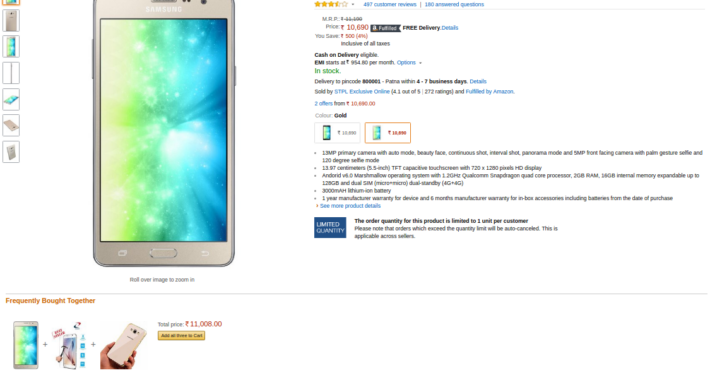 SAMSUNG
497 customer reviews | 180 answered questions
M.R.P.: ₹ 11,190
Price: ₹ 10,690 Fulfilled FREE Delivery.Details
You Save: ₹ 500 (4%)
Inclusive of all taxes
Cash on Delivery eligible.
EMI starts at ₹ 954.80 per month. Options
In stock.
Delivery to pincode 800001 - Patna within 4 - 7 business days. Details
Sold by STPL Exclusive Online (4.1 out of 5 | 272 ratings) and Fulfilled by Amazon.
2 offers from ₹ 10,690.00
Colour: Gold
₹ 10,890 ₹ 10,690
• 13MP primary camera with auto mode, beauty face, continuous shot, interval shot, panorama mode and 5MP front facing camera with palm gesture selfie and
120 degree selfie mode
• 13.97 centimeters (5.5-inch) TFT capacitive touchscreen with 720 x 1280 pixels HD display
• Andorid v6.0 Marshmallow operating system with 1.2GHz Qualcomm Snapdragon quad core processor, 2GB RAM, 16GB internal memory expandable up to
128GB and dual SIM (micro+micro) dual-standby (4G+4G)
• 3000mAH lithium-ion battery
• 1 year manufacturer warranty for device and 6 months manufacturer warranty for in-box accessories including batteries from the date of purchase
› See more product details
LIMITED
QUANTITY
The order quantity for this product is limited to 1 unit per customer
Please note that orders which exceed the quantity limit will be auto-canceled. This is
applicable across sellers.
Roll over image to zoom in
Frequently Bought Together
Total price: ₹ 11,008.00
Add all three to Cart
+ +